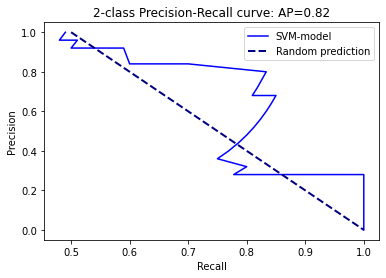 2-class Precision-Recall curve: AP=0.82
SVM-model
Random prediction
Precision
1.0
0.8
0.6
0.4
0.2
0.0
0.5 0.6 0.7 0.8 0.9 1.0
Recall